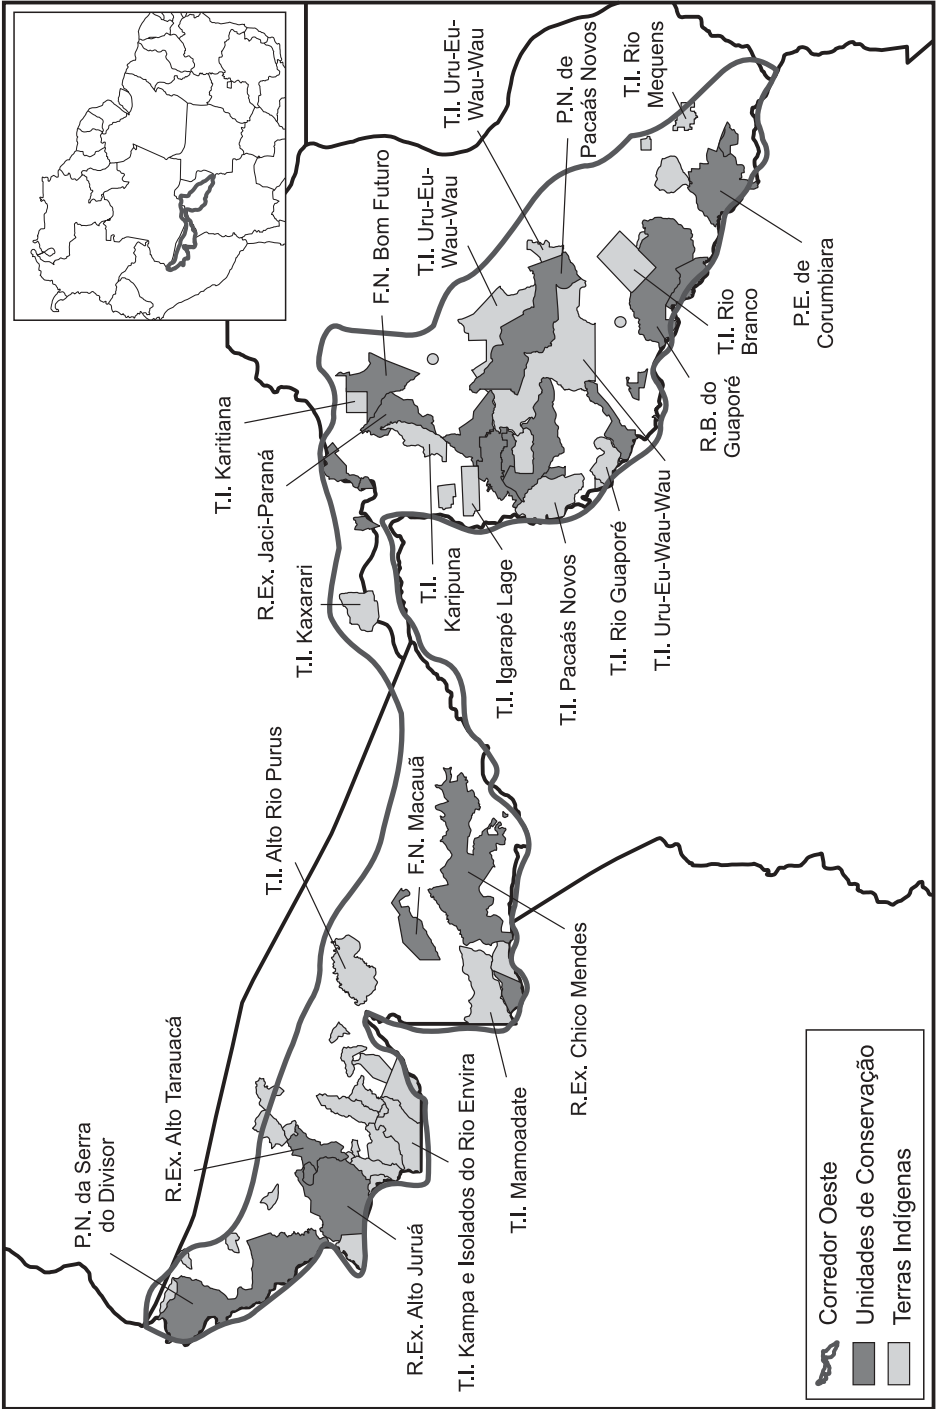 P.N. da Serra
do Divisor
R.Ex. Alto Tarauacá
T.I. Alto Rio Purus
F.N. Macauã
R.Ex. Alto Juruá
T.I. Kampa e Isolados do Rio Envira
T.I. Mamoadate
R.Ex. Chico Mendes
T.I. Kaxarari
R.Ex. Jaci-Paraná
T.I. Karitiana
F.N. Bom Futuro
T.I. Uru-Eu-
Wau-Wau
T.I. Uru-Eu-
Wau-Wau
P.N. de
Pacaás Novos
T.I. Rio
Mequens
T.I.
Karipuna
T.I. Igarapé Lage
T.I. Pacaás Novos
T.I. Rio Guaporé
T.I. Uru-Eu-Wau-Wau
R.B. do
Guaporé
T.I. Rio
Branco
P.E. de
Corumbiara
Corredor Oeste
Unidades de Conservação
Terras Indígenas